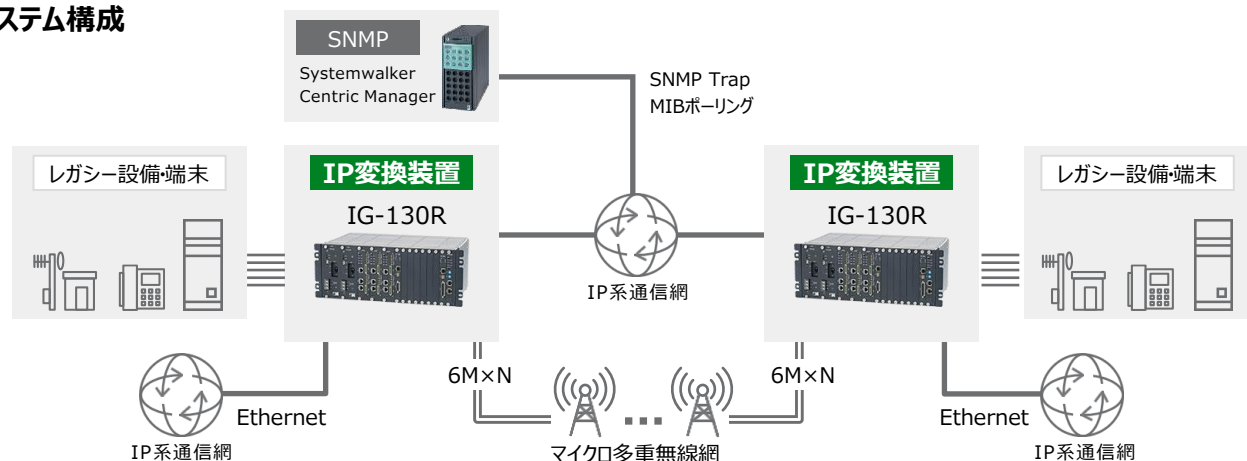 ステム構成
SNMP
Systemwalker
Centric Manager
SNMP Trap
MIBポーリング
レガシー設備・端末
IP変換装置
IG-130R
IP系通信網
IP変換装置
IG-130R
レガシー設備・端末
6M×N
6M×N
Ethernet
Ethernet
IP系通信網
マイクロ多重無線網
IP系通信網